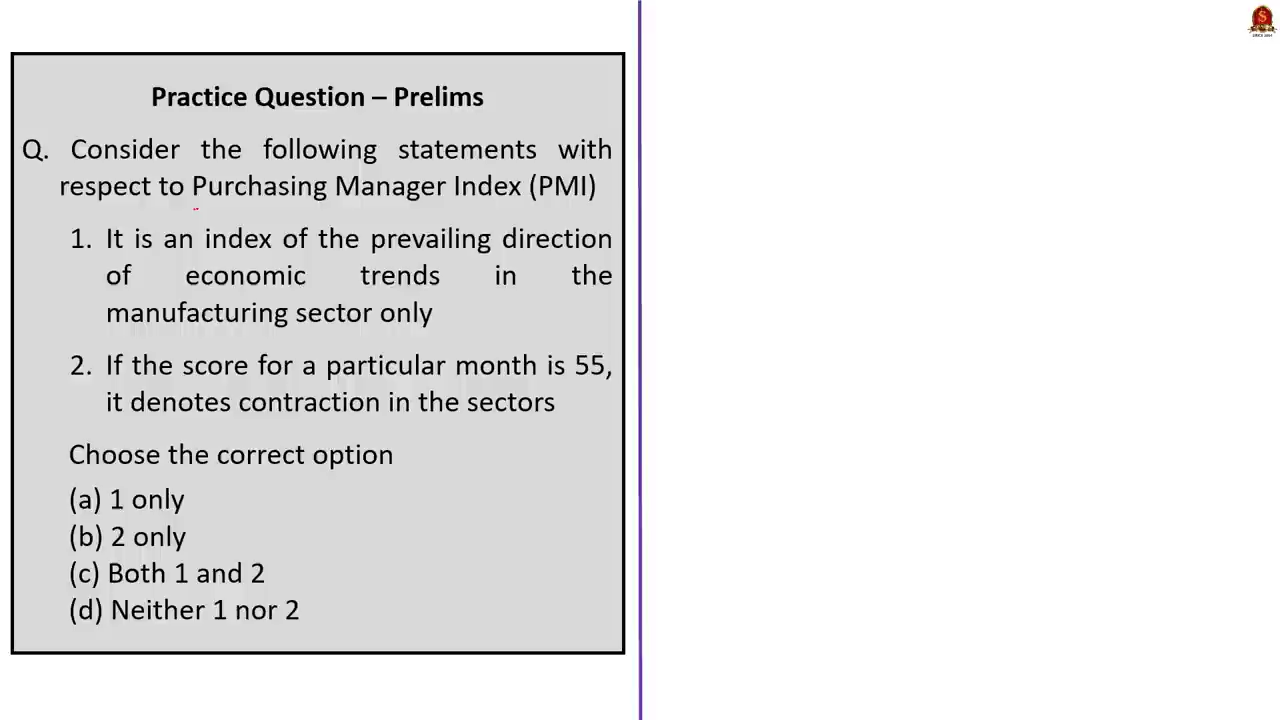 Practice Question – Prelims
Q. Consider the following statements with
respect to Purchasing Manager Index (PMI)
1. It is an index of the prevailing direction
of economic trends in the
manufacturing sector only
2. If the score for a particular month is 55,
it denotes contraction in the sectors
Choose the correct option
(a) 1 only
(b) 2 only
(c) Both 1 and 2
(d) Neither 1 nor 2